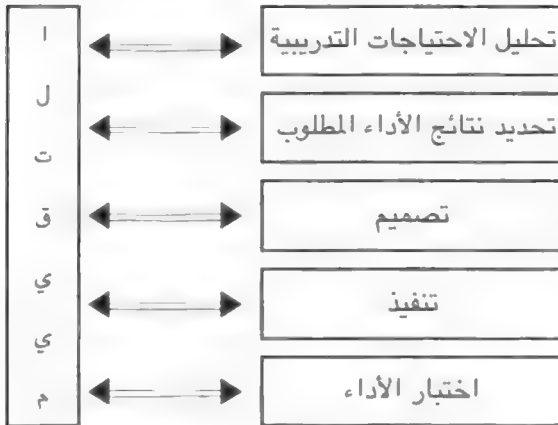 تحليل الاحتياجات التدريبية
تحديد نتائج الأداء المطلوب
تصميم
تنفيذ
اختبار الأداء
ا
ل
ت
ق
ي
ي
م